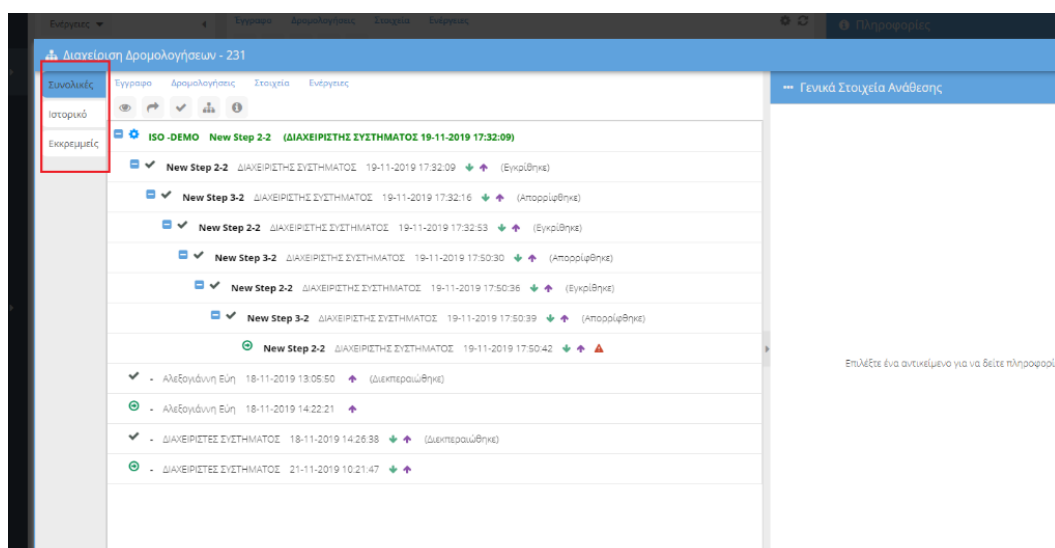 Ενέργειες
Έγγραφο Δρομολογήσεις Στοιχεία Ενέργειες
Πληροφορίες
Διαχείριση Δρομολογήσεων - 231
Συνολικές
Ιστορικό
Εκκρεμμείς
Έγγραφο Δρομολογήσεις Στοιχεία Ενέργειες
Γενικά Στοιχεία Ανάθεσης
ISO -DEMO New Step 2-2 (ΔΙΑΧΕΙΡΙΣΤΗΣ ΣΥΣΤΗΜΑΤΟΣ 19-11-2019 17:32:09)
New Step 2-2 ΔΙΑΧΕΙΡΙΣΤΗΣ ΣΥΣΤΗΜΑΤΟΣ 19-11-2019 17:32:09 (Εγκρίθηκε)
New Step 3-2 ΔΙΑΧΕΙΡΙΣΤΗΣ ΣΥΣΤΗΜΑΤΟΣ 19-11-2019 17:32:16 (Απορρίφθηκε)
New Step 2-2 ΔΙΑΧΕΙΡΙΣΤΗΣ ΣΥΣΤΗΜΑΤΟΣ 19-11-2019 17:32:53 (Εγκρίθηκε)
New Step 3-2 ΔΙΑΧΕΙΡΙΣΤΗΣ ΣΥΣΤΗΜΑΤΟΣ 19-11-2019 17:50:30 (Απορρίφθηκε)
New Step 2-2 ΔΙΑΧΕΙΡΙΣΤΗΣ ΣΥΣΤΗΜΑΤΟΣ 19-11-2019 17:50:36 (Εγκρίθηκε)
New Step 3-2 ΔΙΑΧΕΙΡΙΣΤΗΣ ΣΥΣΤΗΜΑΤΟΣ 19-11-2019 17:50:39 (Απορρίφθηκε)
New Step 2-2 ΔΙΑΧΕΙΡΙΣΤΗΣ ΣΥΣΤΗΜΑΤΟΣ 19-11-2019 17:50:42
- Αλεξογιάννη Εύη 18-11-2019 13:05:50 (Διεκπεραιώθηκε)
- Αλεξογιάννη Εύη 18-11-2019 14:22:21
- ΔΙΑΧΕΙΡΙΣΤΕΣ ΣΥΣΤΗΜΑΤΟΣ 18-11-2019 14:26:38 (Διεκπεραιώθηκε)
- ΔΙΑΧΕΙΡΙΣΤΕΣ ΣΥΣΤΗΜΑΤΟΣ 21-11-2019 10:21:47
Επιλέξτε ένα αντικείμενο για να δείτε πληροφορί